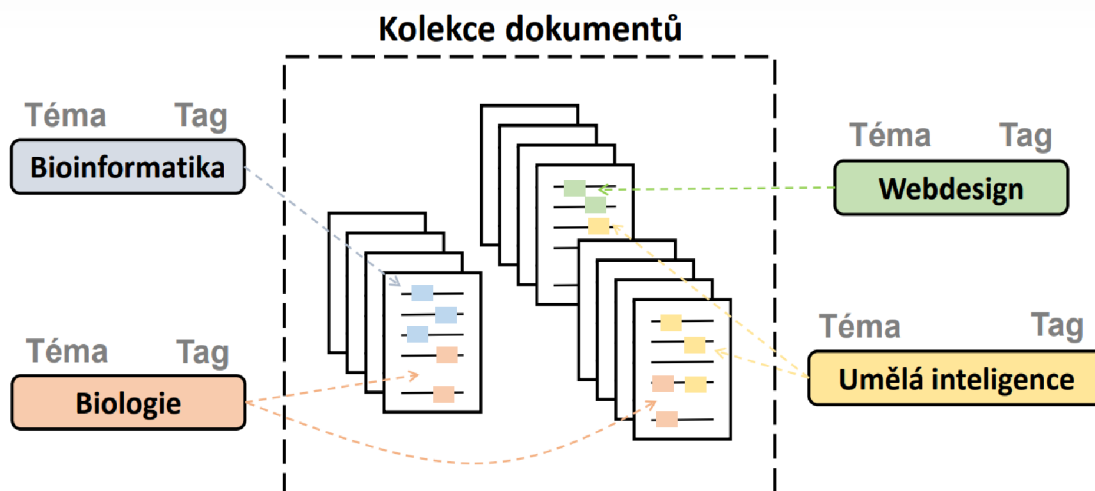 Kolekce dokumentů
Téma Tag
Bioinformatika
Téma Tag
Webdesign
Téma Tag
Biologie
Téma Tag
Umělá inteligence